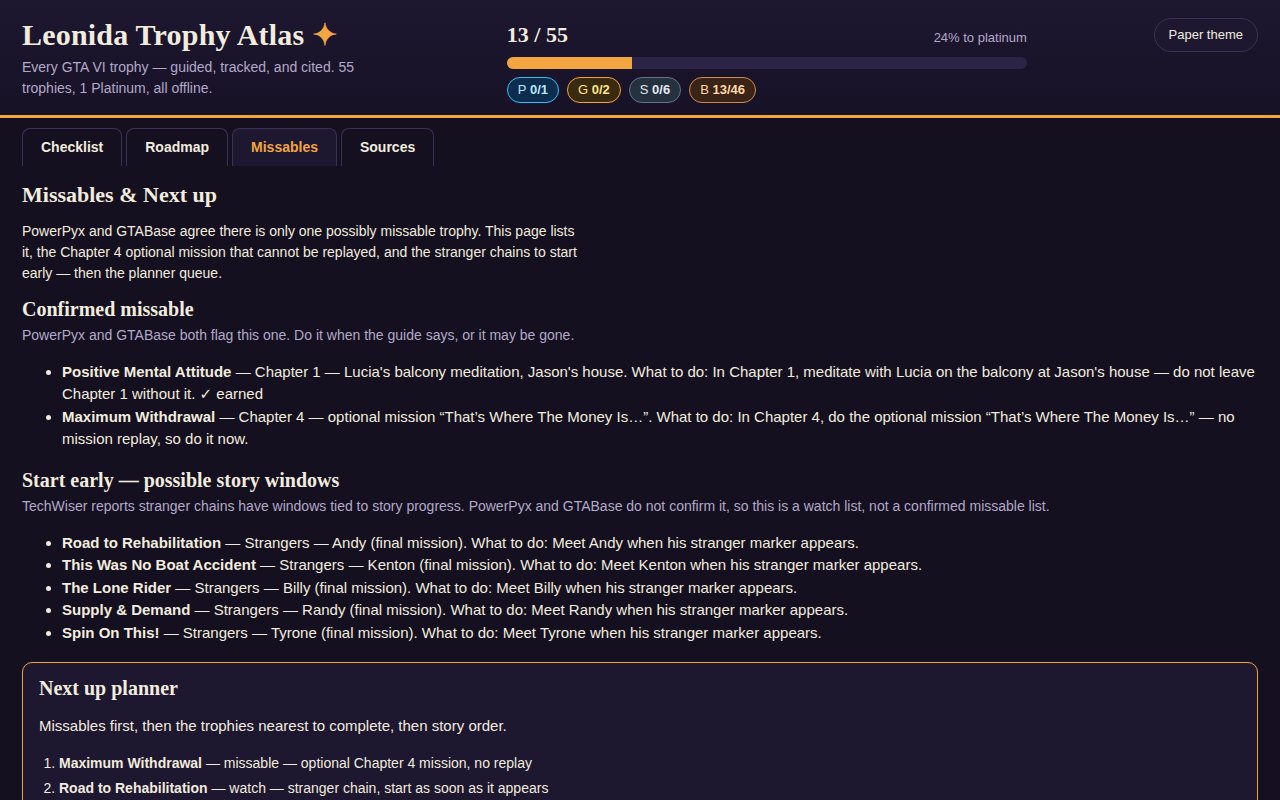 Leonida Trophy Atlas ✦
Every GTA VI trophy — guided, tracked, and cited. 55
trophies, 1 Platinum, all offline.
13 / 55
24% to platinum
P 0/1
G 0/2
S 0/6
B 13/46
Paper theme
Checklist
Roadmap
Missables
Sources
Missables & Next up
PowerPyx and GTABase agree there is only one possibly missable trophy. This page lists
it, the Chapter 4 optional mission that cannot be replayed, and the stranger chains to start
early — then the planner queue.
Confirmed missable
PowerPyx and GTABase both flag this one. Do it when the guide says, or it may be gone.
• Positive Mental Attitude — Chapter 1 — Lucia's balcony meditation, Jason's house. What to do: In Chapter 1, meditate with Lucia on the balcony at Jason's house — do not leave
Chapter 1 without it. ✓ earned
• Maximum Withdrawal — Chapter 4 — optional mission “That’s Where The Money Is…”. What to do: In Chapter 4, do the optional mission “That’s Where The Money Is…” — no
mission replay, so do it now.
Start early — possible story windows
TechWiser reports stranger chains have windows tied to story progress. PowerPyx and GTABase do not confirm it, so this is a watch list, not a confirmed missable list.
• Road to Rehabilitation — Strangers — Andy (final mission). What to do: Meet Andy when his stranger marker appears.
• This Was No Boat Accident — Strangers — Kenton (final mission). What to do: Meet Kenton when his stranger marker appears.
• The Lone Rider — Strangers — Billy (final mission). What to do: Meet Billy when his stranger marker appears.
• Supply & Demand — Strangers — Randy (final mission). What to do: Meet Randy when his stranger marker appears.
• Spin On This! — Strangers — Tyrone (final mission). What to do: Meet Tyrone when his stranger marker appears.
Next up planner
Missables first, then the trophies nearest to complete, then story order.
1. Maximum Withdrawal — missable — optional Chapter 4 mission, no replay
2. Road to Rehabilitation — watch — stranger chain, start as soon as it appears